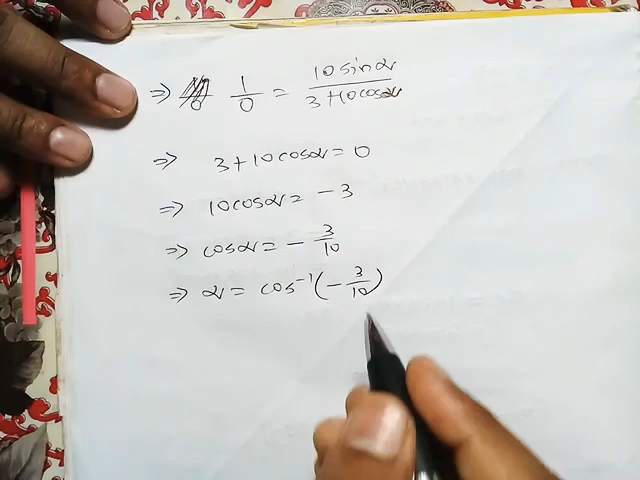 ⇒ 1/0 = 10sinα/3+10cosα
⇒ 3+10cosα = 0
⇒ 10cosα = -3
⇒ cosα = - 3/10
⇒ α = cos⁻¹(- 3/10)